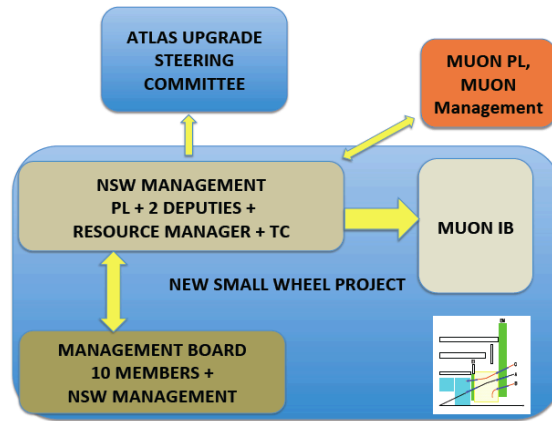 ATLAS UPGRADE
STEERING
COMMITTEE
MUON PL,
MUON
Management
NSW MANAGEMENT
PL + 2 DEPUTIES +
RESOURCE MANAGER + TC
MUON IB
NEW SMALL WHEEL PROJECT
MANAGEMENT BOARD
10 MEMBERS +
NSW MANAGEMENT